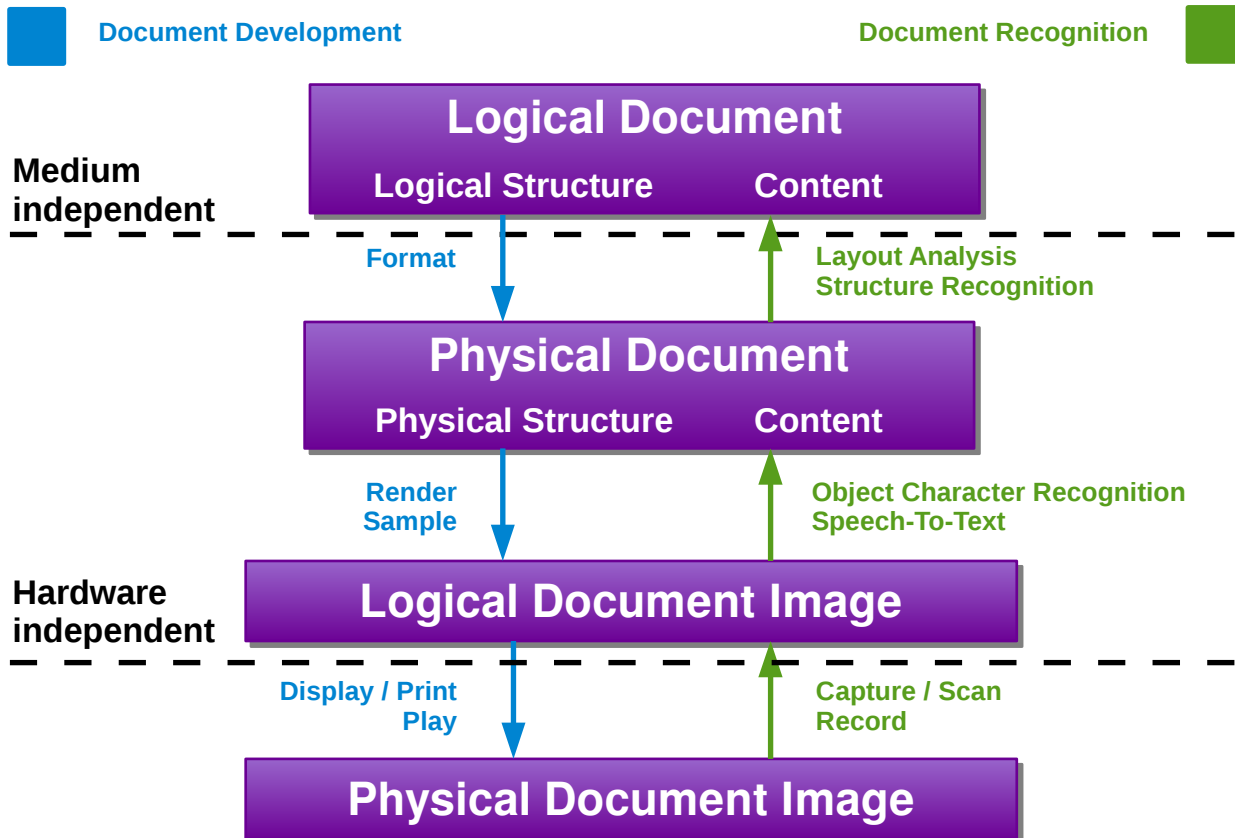 Document Development
Document Recognition
Logical Document
Logical Structure
Content
Medium
independent
Format
Layout Analysis
Structure Recognition
Physical Document
Physical Structure
Content
Render
Sample
Object Character Recognition
Speech-To-Text
Hardware
independent
Logical Document Image
Display / Print
Play
Capture / Scan
Record
Physical Document Image